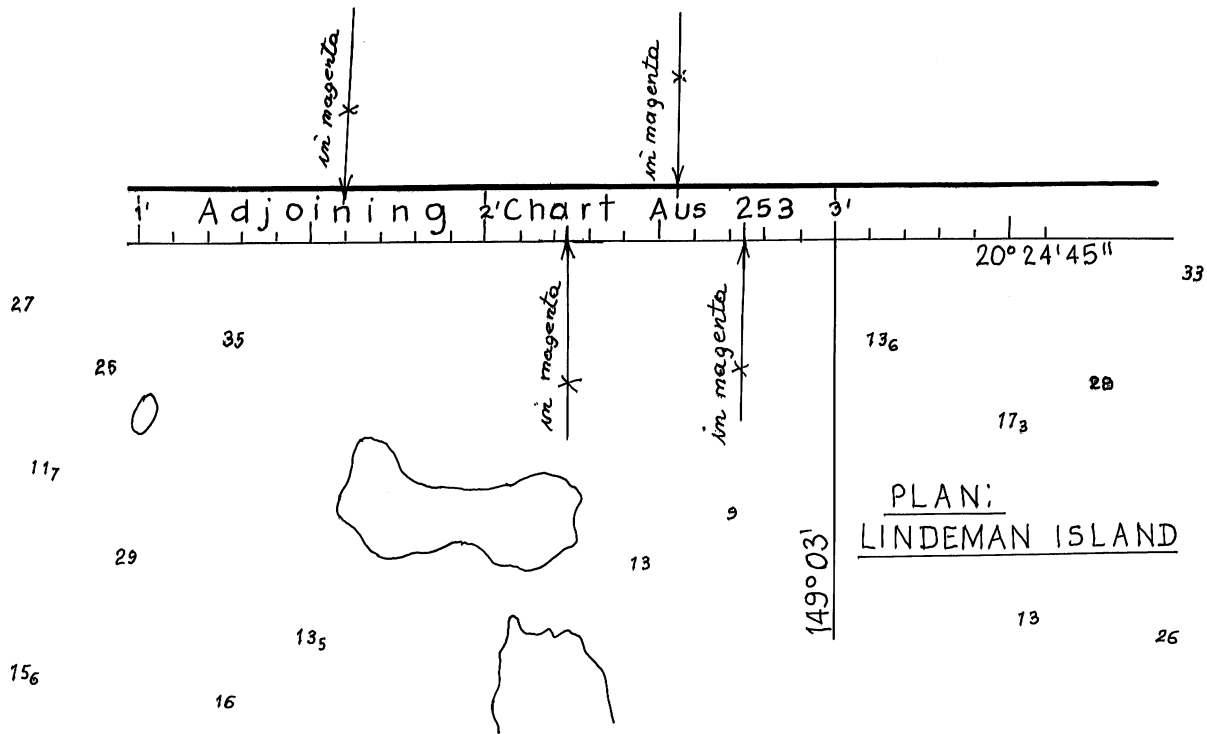 in magenta
in magenta
1' Adjoining 2' Chart Aus 253 3'
20° 24' 45"
33
27
in magenta
in magenta
35
13₆
26
28
17₃
11₇
PLAN:
9
LINDEMAN ISLAND
29
13
149° 03'
13
13₅
26
15₆
16